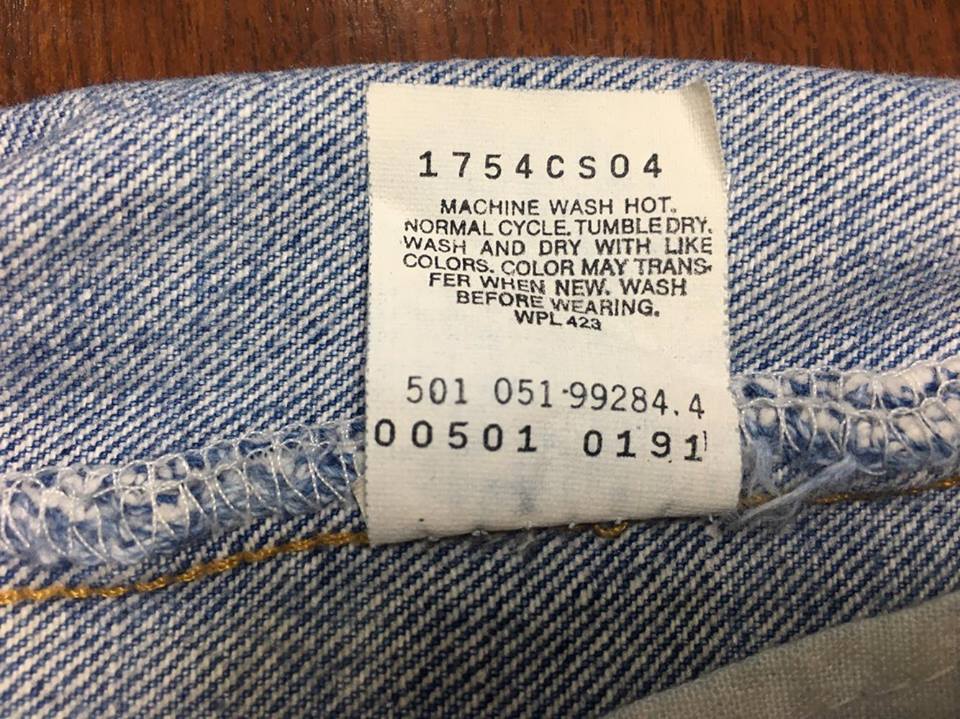 1754CS04
MACHINE WASH HOT.
NORMAL CYCLE. TUMBLE DRY.
WASH AND DRY WITH LIKE
COLORS. COLOR MAY TRANS-
FER WHEN NEW. WASH
BEFORE WEARING.
WPL 423
501 051-99284.4
00501 0191